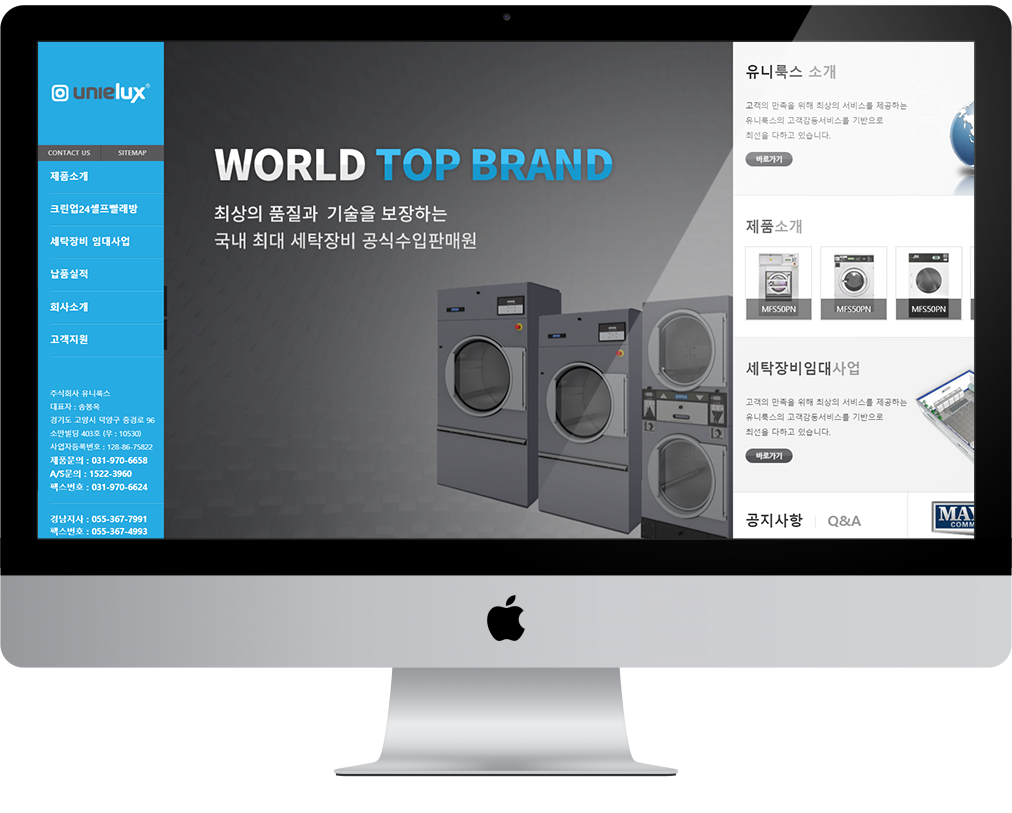 unielux
CONTACT US
SITEMAP
제품소개
크린업24셀프빨래방
세탁장비 임대사업
납품실적
회사소개
고객지원
주식회사 유니룩스
대표자 : 송봉욱
경기도 고양시 덕양구 중경로 96
소만빌딩 403호 (우 : 10530)
사업자등록번호 : 128-86-75822
제품문의 : 031-970-6658
A/S문의 : 1522-3960
팩스번호 : 031-970-6624
경남지사 : 055-367-7991
팩스번호 : 055-367-4993
WORLD TOP BRAND
최상의 품질과 기술을 보장하는
국내 최대 세탁장비 공식수입판매원
유니룩스 소개
고객의 만족을 위해 최상의 서비스를 제공하는
유니룩스의 고객감동서비스를 기반으로
최선을 다하고 있습니다.
바로가기
제품소개
MFS50PN
MFS50PN
MFS50PN
세탁장비임대사업
고객의 만족을 위해 최상의 서비스를 제공하는
유니룩스의 고객감동서비스를 기반으로
최선을 다하고 있습니다.
바로가기
공지사항
Q&A
MAY
COMM